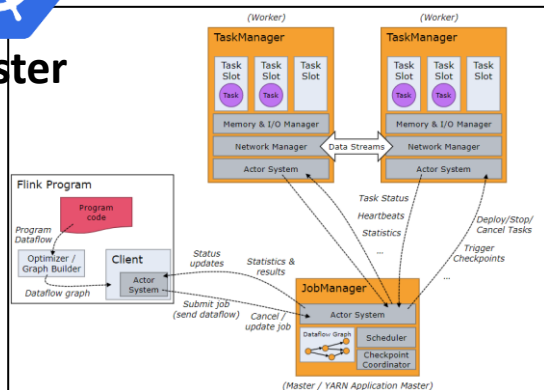 ster
(Worker)
(Worker)
TaskManager
TaskManager
Task
Slot
Task
Slot
Task
Slot
Task
Slot
Task
Slot
Task
Slot
Task
Task
Task
Task
Memory & I/O Manager
Memory & I/O Manager
Network Manager
Data Streams
Network Manager
Actor System
Actor System
Flink Program
Program
code
Program
Dataflow
Optimizer /
Graph Builder
Client
Actor
System
Dataflow graph
Status
updates
Statistics &
results
Submit job
(send dataflow)
Cancel /
update job
Task Status
Heartbeats
Statistics
...
Deploy/Stop/
Cancel Tasks
Trigger
Checkpoints
...
JobManager
Actor System
Dataflow Graph
Scheduler
Checkpoint
Coordinator
(Master / YARN Application Master)